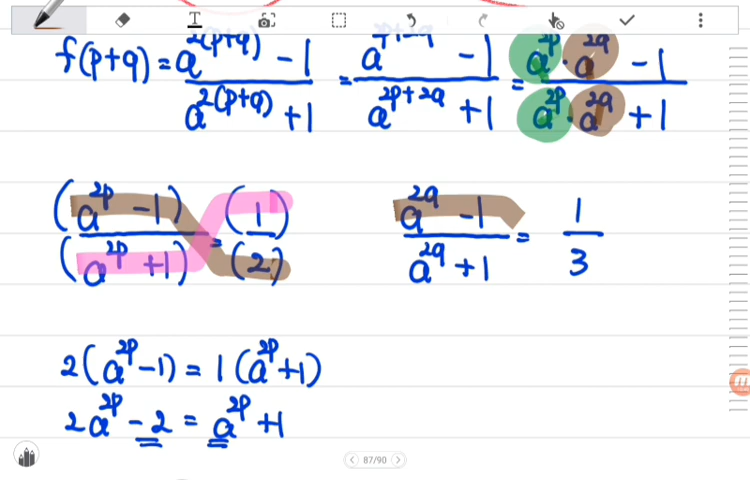 f(p+q) = a^{2(p+q)} - 1 / a^{2(p+q)} + 1 = a^{2p+2q} - 1 / a^{2p+2q} + 1 = a^{2p} · a^{2q} - 1 / a^{2p} · a^{2q} + 1
(a^{2p} - 1) / (a^{2p} + 1) = (1) / (2)
a^{2q} - 1 / a^{2q} + 1 = 1 / 3
2(a^{2p} - 1) = 1(a^{2p} + 1)
2a^{2p} - 2 = a^{2p} + 1
87/90